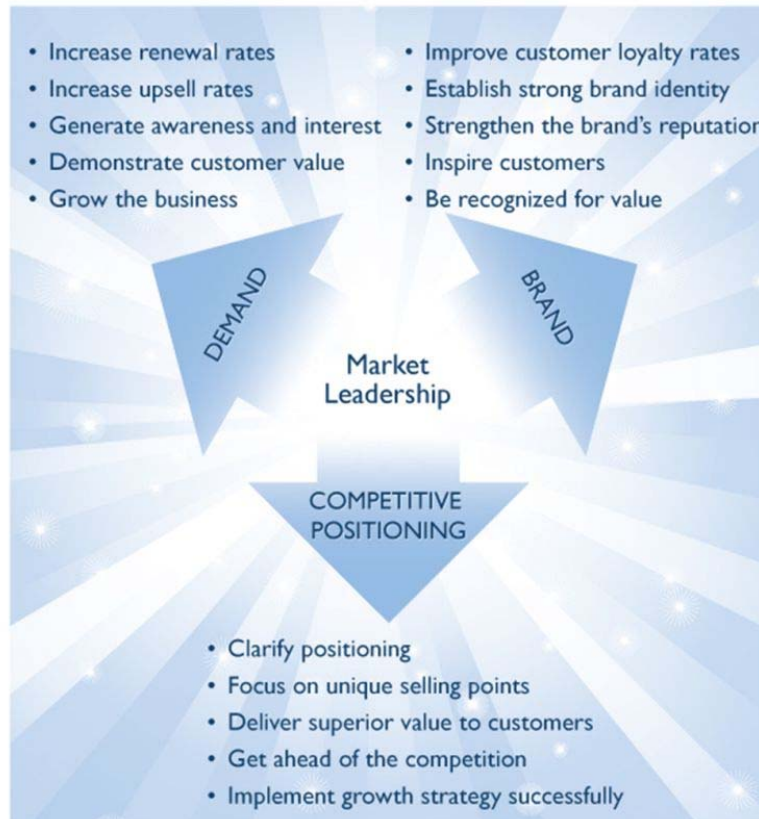 • Increase renewal rates
• Increase upsell rates
• Generate awareness and interest
• Demonstrate customer value
• Grow the business
• Improve customer loyalty rates
• Establish strong brand identity
• Strengthen the brand's reputation
• Inspire customers
• Be recognized for value
DEMAND
BRAND
Market
Leadership
COMPETITIVE
POSITIONING
• Clarify positioning
• Focus on unique selling points
• Deliver superior value to customers
• Get ahead of the competition
• Implement growth strategy successfully